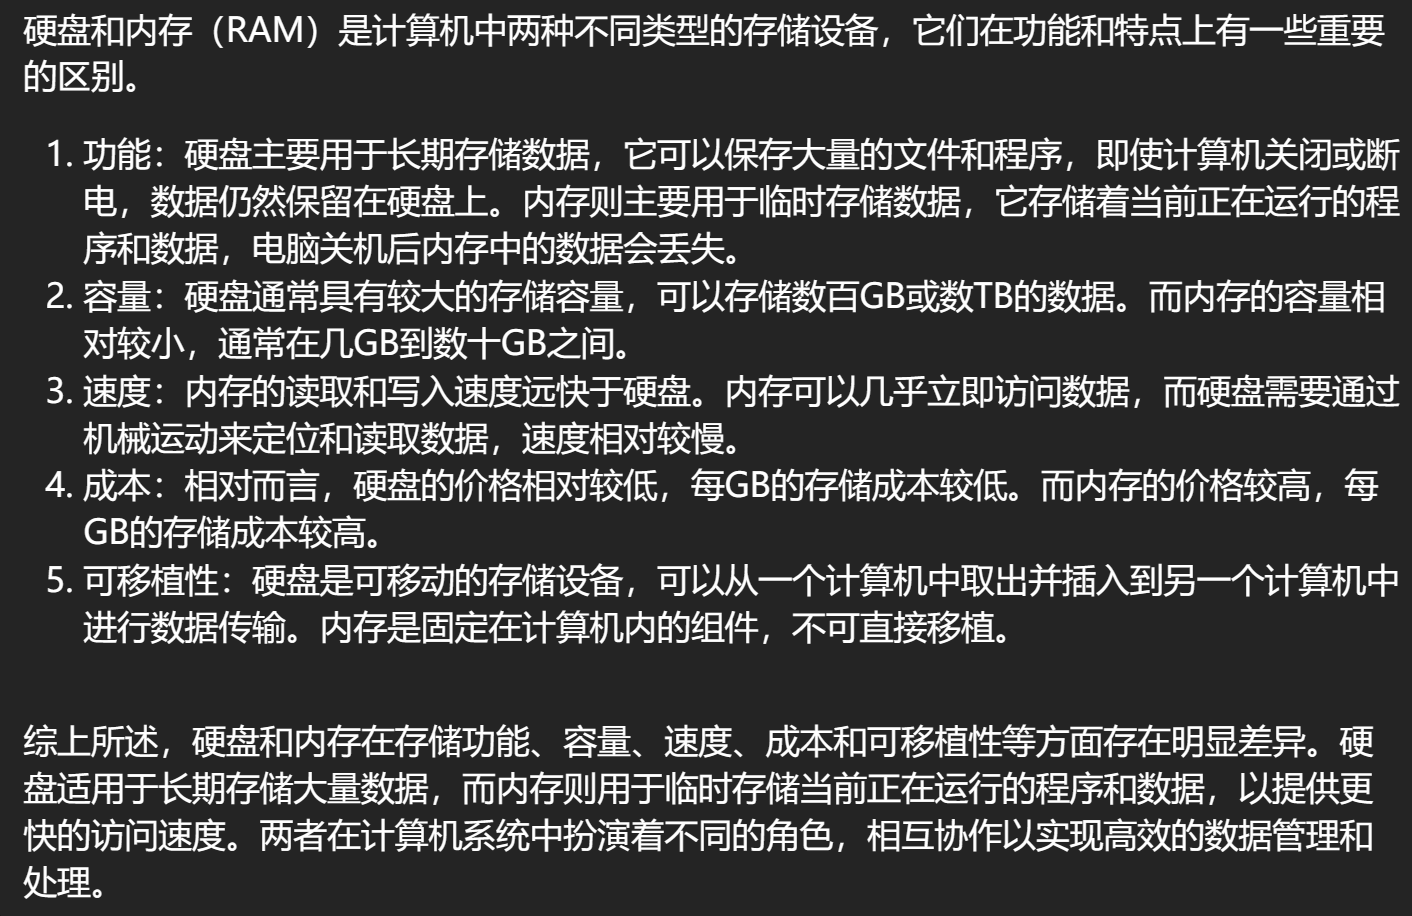 硬盘和内存（RAM）是计算机中两种不同类型的存储设备，它们在功能和特点上有一些重要
的区别。
1. 功能：硬盘主要用于长期存储数据，它可以保存大量的文件和程序，即使计算机关闭或断
电，数据仍然保留在硬盘上。内存则主要用于临时存储数据，它存储着当前正在运行的程
序和数据，电脑关机后内存中的数据会丢失。
2. 容量：硬盘通常具有较大的存储容量，可以存储数百GB或数TB的数据。而内存的容量相
对较小，通常在几GB到数十GB之间。
3. 速度：内存的读取和写入速度远快于硬盘。内存可以几乎立即访问数据，而硬盘需要通过
机械运动来定位和读取数据，速度相对较慢。
4. 成本：相对而言，硬盘的价格相对较低，每GB的存储成本较低。而内存的价格较高，每
GB的存储成本较高。
5. 可移植性：硬盘是可移动的存储设备，可以从一个计算机中取出并插入到另一个计算机中
进行数据传输。内存是固定在计算机内的组件，不可直接移植。
综上所述，硬盘和内存在存储功能、容量、速度、成本和可移植性等方面存在明显差异。硬
盘适用于长期存储大量数据，而内存则用于临时存储当前正在运行的程序和数据，以提供更
快的访问速度。两者在计算机系统中扮演着不同的角色，相互协作以实现高效的数据管理和
处理。